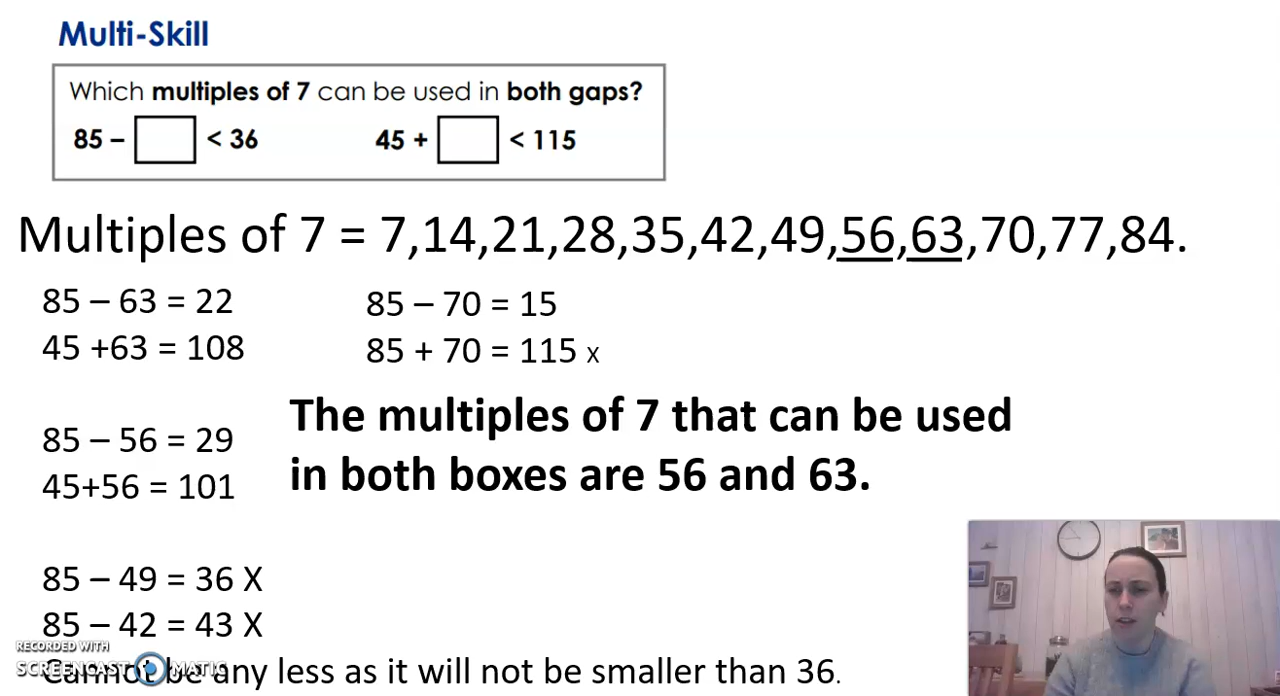 Multi-Skill
Which multiples of 7 can be used in both gaps?
85 – < 36 45 + < 115
Multiples of 7 = 7,14,21,28,35,42,49,56,63,70,77,84.
85 – 63 = 22 85 – 70 = 15
45 +63 = 108 85 + 70 = 115 x
The multiples of 7 that can be used
85 – 56 = 29
in both boxes are 56 and 63.
45+56 = 101
85 – 49 = 36 X
85 – 42 = 43 X
RECORDED WITH
SCREENCAST MATIC
Cannot be any less as it will not be smaller than 36.